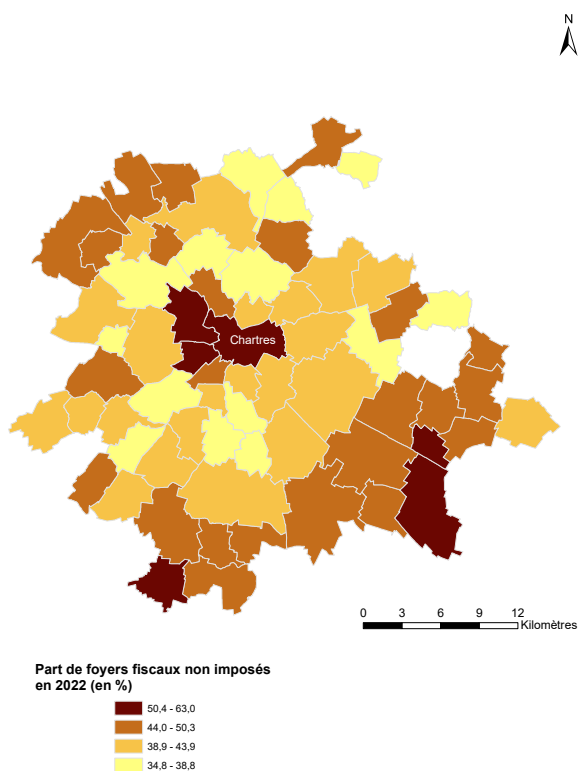 N
Chartres
0 3 6 9 12
Kilomètres
Part de foyers fiscaux non imposés
en 2022 (en %)
50,4 - 63,0
44,0 - 50,3
38,9 - 43,9
34,8 - 38,8